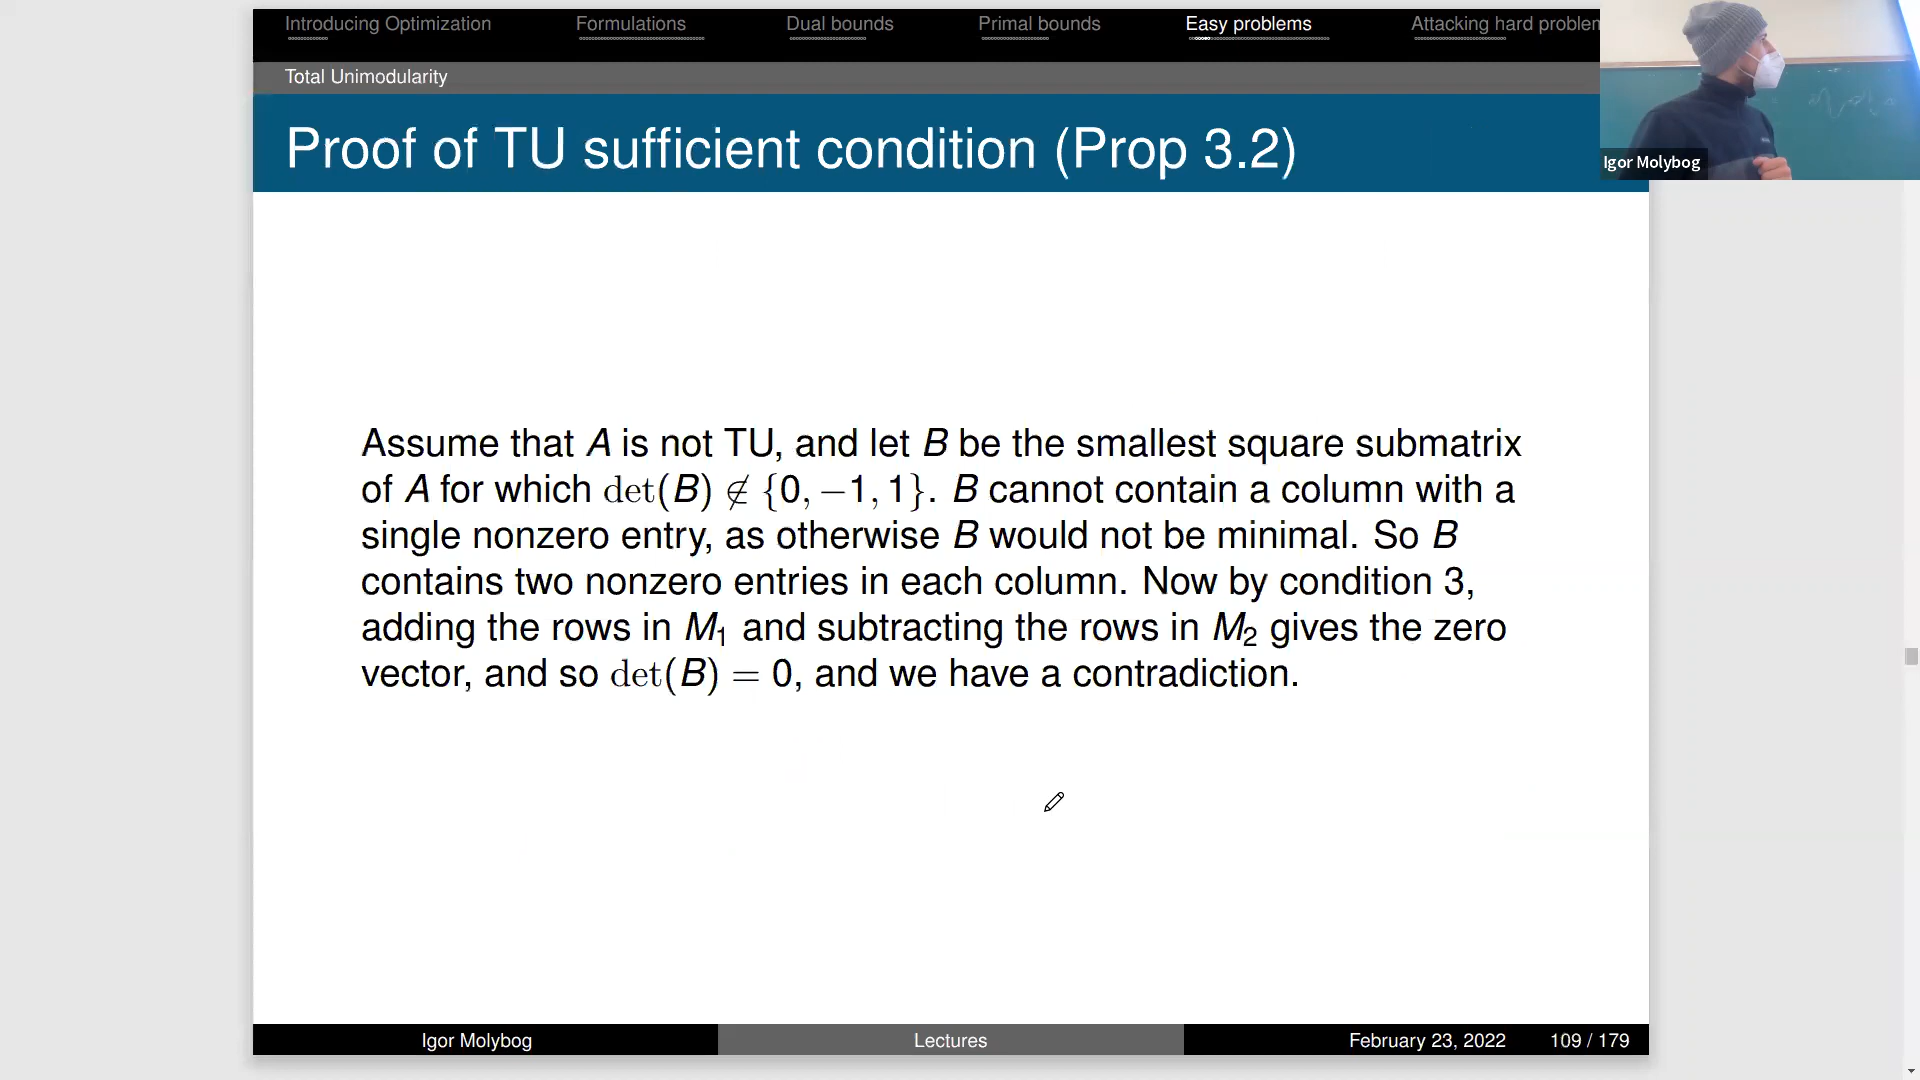 Introducing Optimization Formulations Dual bounds Primal bounds Easy problems Attacking hard problem
Total Unimodularity
Proof of TU sufficient condition (Prop 3.2)
Igor Molybog
Assume that A is not TU, and let B be the smallest square submatrix
of A for which det(B) ∉ {0, −1, 1}. B cannot contain a column with a
single nonzero entry, as otherwise B would not be minimal. So B
contains two nonzero entries in each column. Now by condition 3,
adding the rows in M₁ and subtracting the rows in M₂ gives the zero
vector, and so det(B) = 0, and we have a contradiction.
Igor Molybog Lectures February 23, 2022 109 / 179